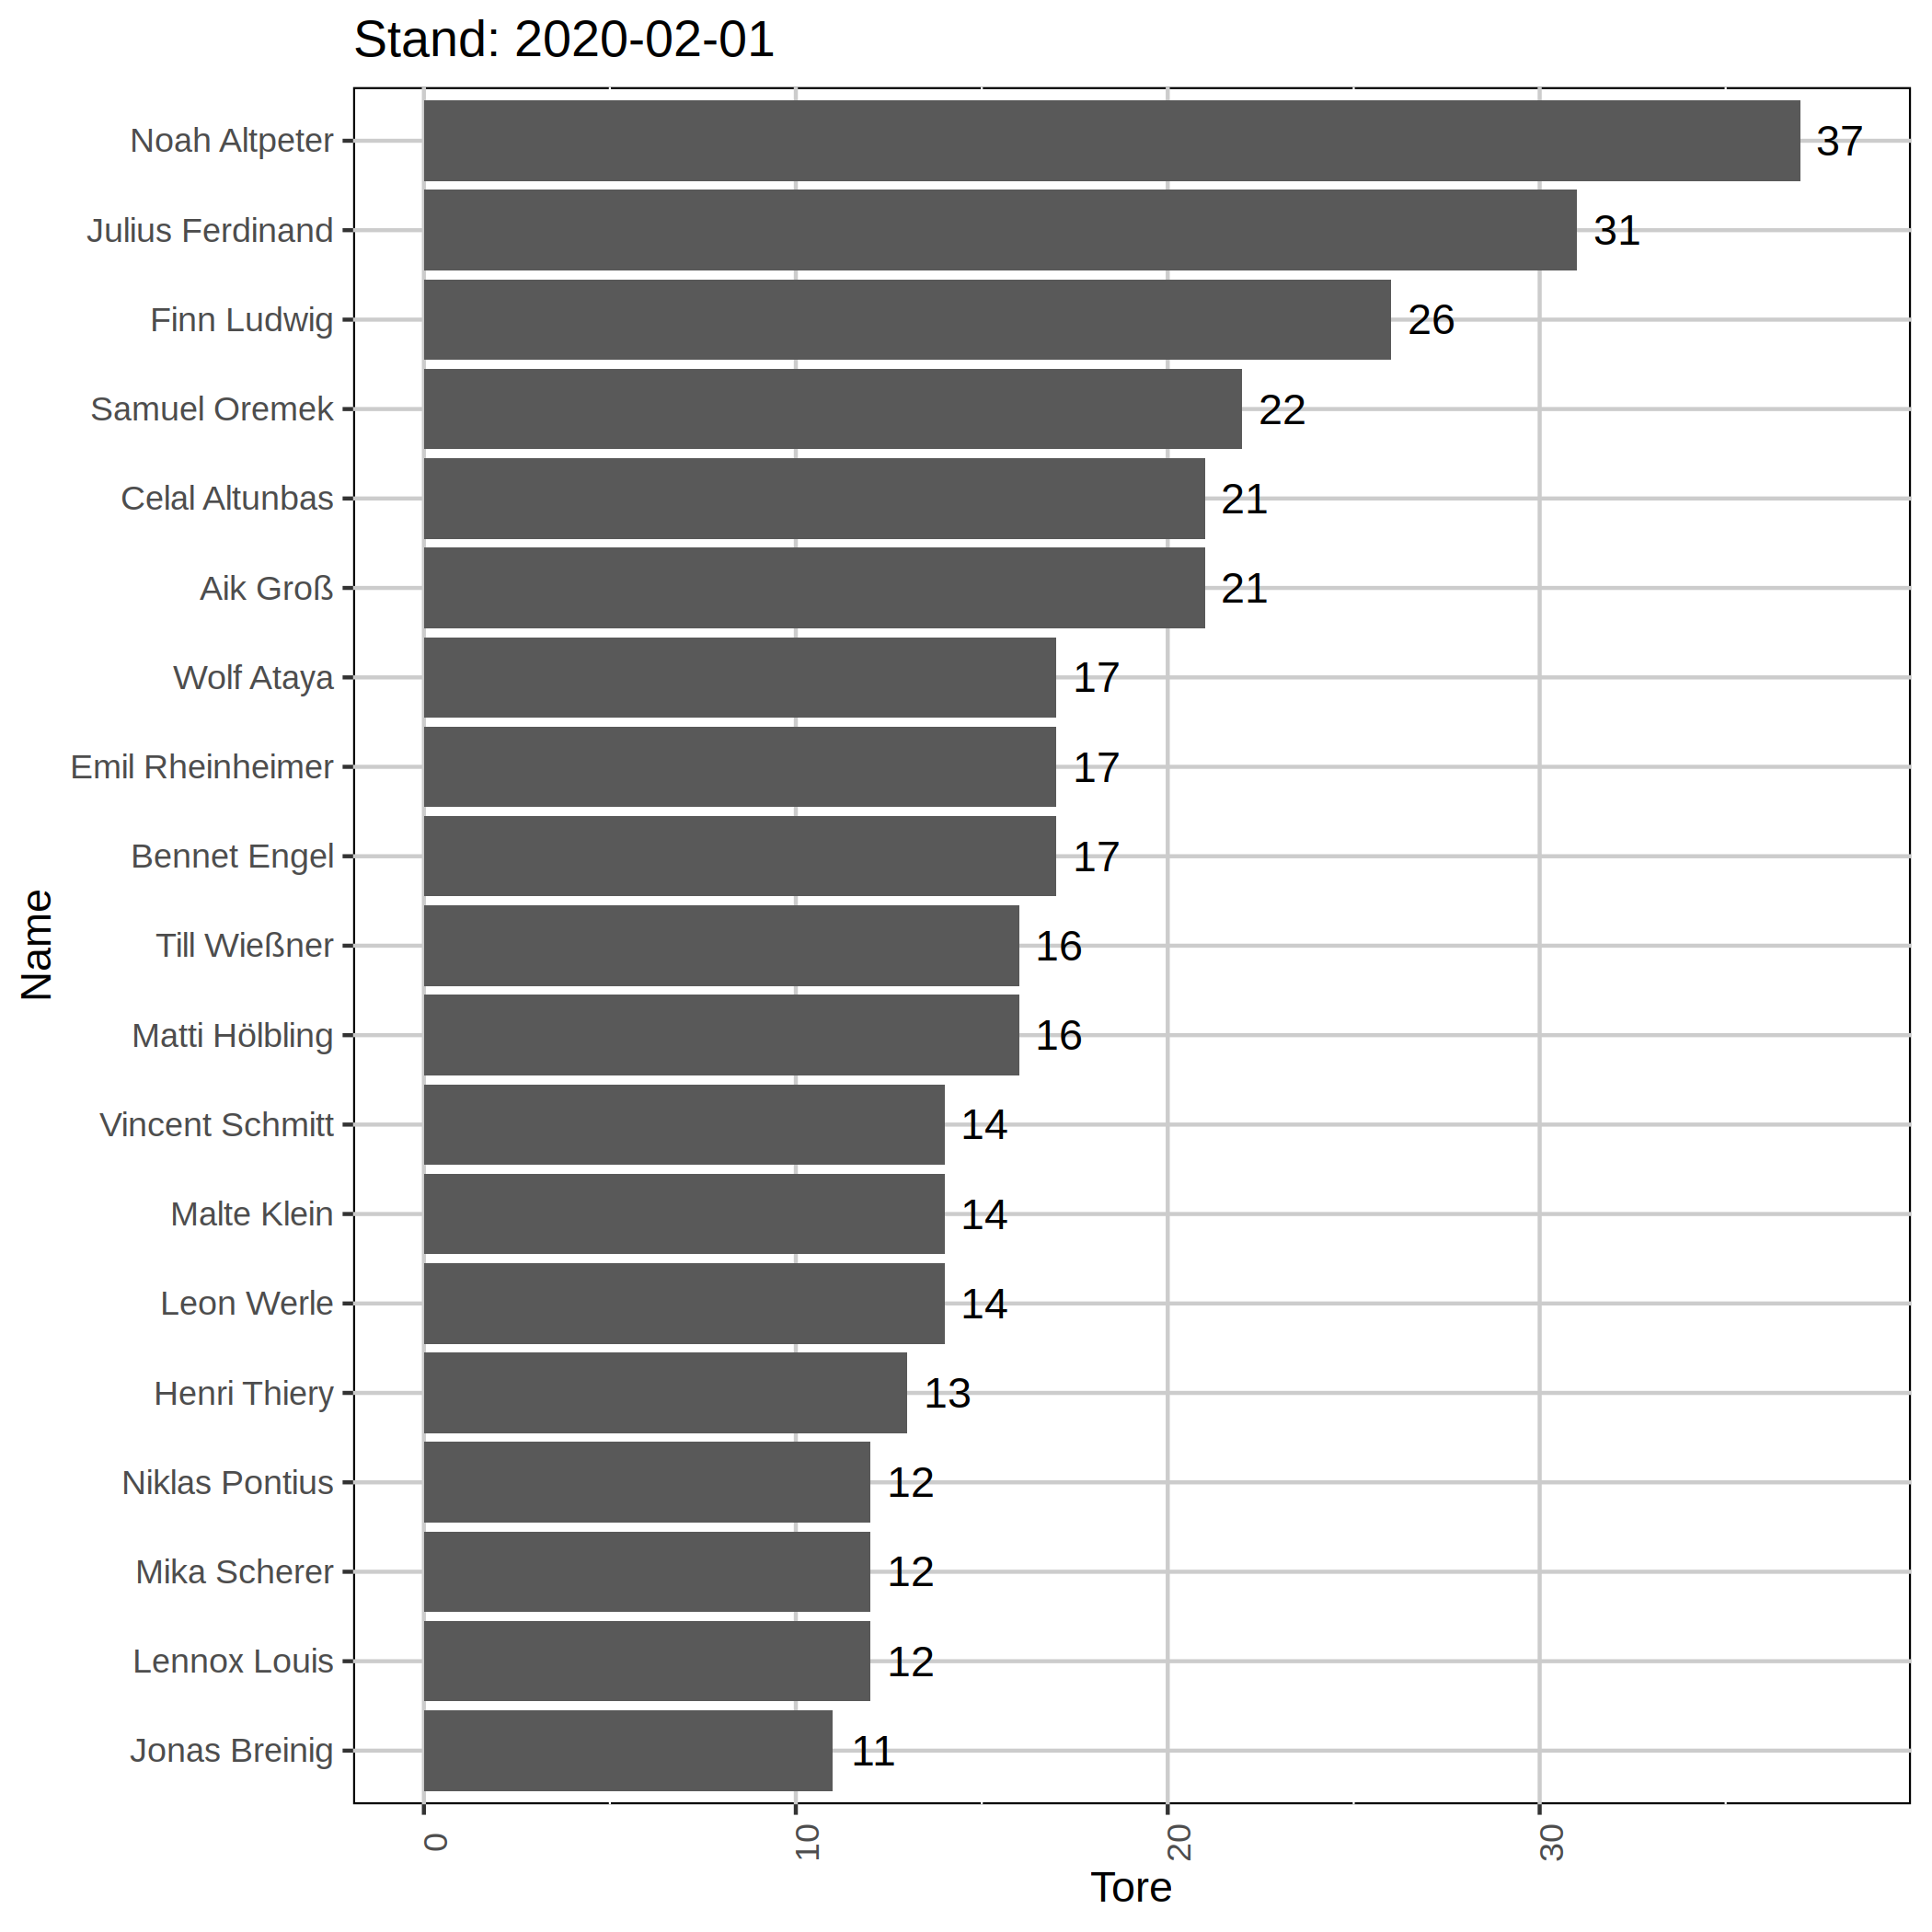 Stand: 2020-02-01
Noah Altpeter 37
Julius Ferdinand 31
Finn Ludwig 26
Samuel Oremek 22
Celal Altunbas 21
Aik Groß 21
Wolf Ataya 17
Emil Rheinheimer 17
Bennet Engel 17
Till Wießner 16
Matti Hölbling 16
Vincent Schmitt 14
Malte Klein 14
Leon Werle 14
Henri Thiery 13
Niklas Pontius 12
Mika Scherer 12
Lennox Louis 12
Jonas Breinig 11
Name
0 10 20 30
Tore